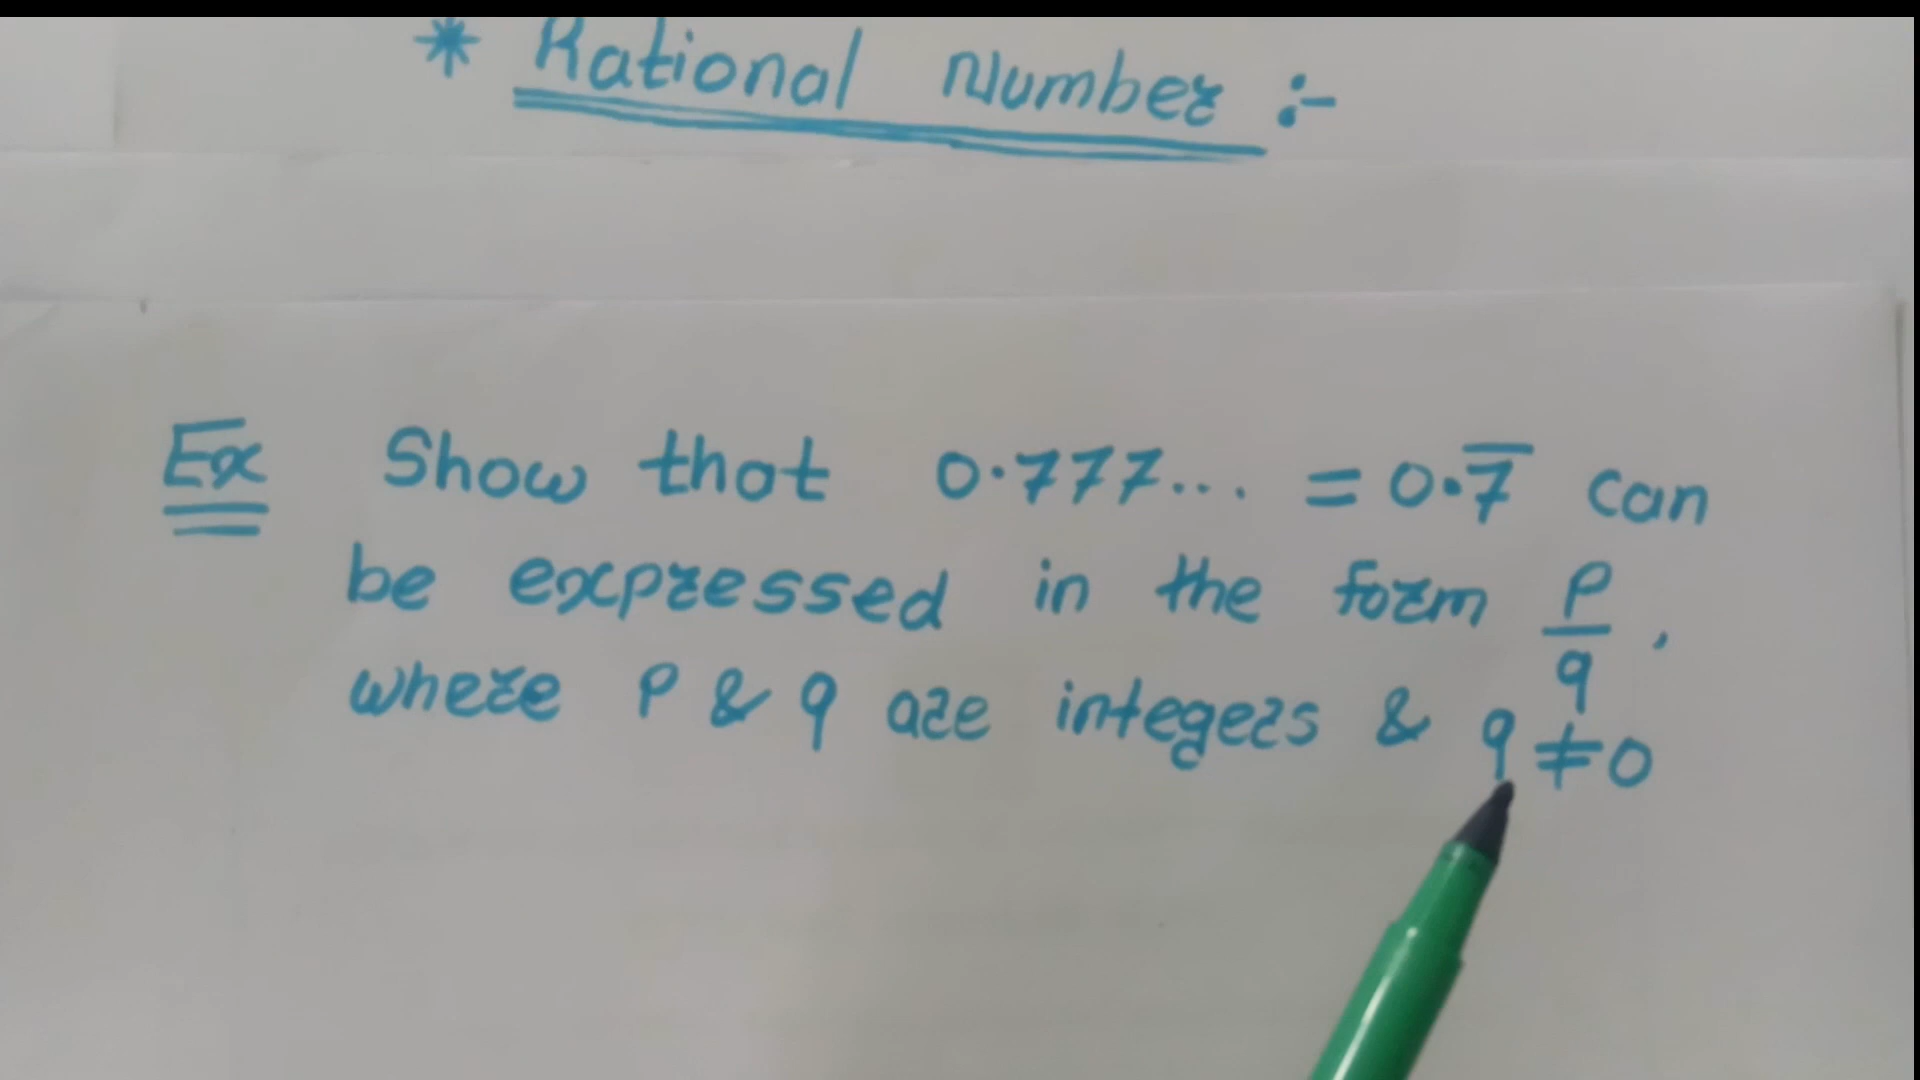 * Rational Number :-
Ex Show that 0.777... = 0.7̅ can
be expressed in the form p/q,
where p & q are integers & q ≠ 0